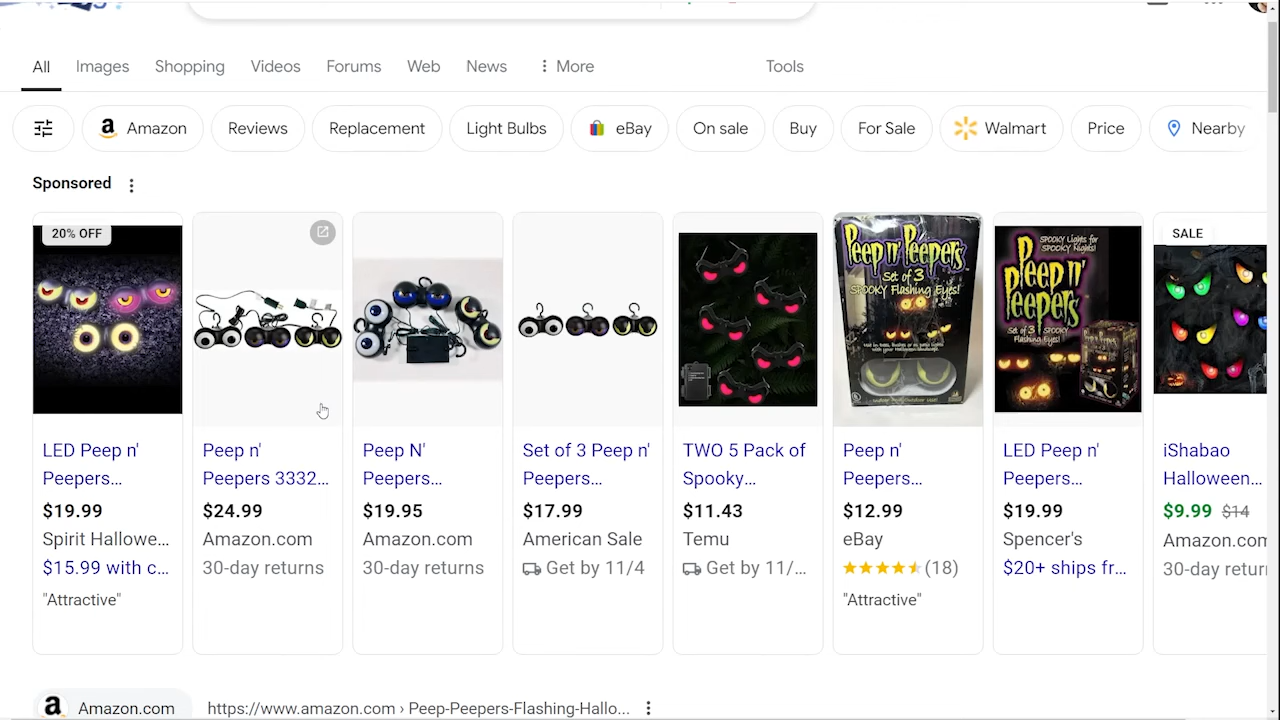 All Images Shopping Videos Forums Web News More Tools
Amazon Reviews Replacement Light Bulbs eBay On sale Buy For Sale Walmart Price Nearby
Sponsored
20% OFF
LED Peep n'
Peepers...
$19.99
Spirit Hallowe...
$15.99 with c...
"Attractive"
Peep n'
Peepers 3332...
$24.99
Amazon.com
30-day returns
Peep N'
Peepers...
$19.95
Amazon.com
30-day returns
Set of 3 Peep n'
Peepers...
$17.99
American Sale
Get by 11/4
TWO 5 Pack of
Spooky...
$11.43
Temu
Get by 11/...
Peep n' Peepers
Set of 3
SPOOKY Flashing Eyes!
Peep n'
Peepers...
$12.99
eBay
(18)
"Attractive"
SPOOKY Lights for
SPOOKY Nights!
Peep n'
Peepers
Set of 3 SPOOKY
Flashing Eyes!
LED Peep n'
Peepers...
$19.99
Spencer's
$20+ ships fr...
SALE
iShabao
Halloween...
$9.99 $14
Amazon.com
30-day retur
Amazon.com https://www.amazon.com › Peep-Peepers-Flashing-Hallo...